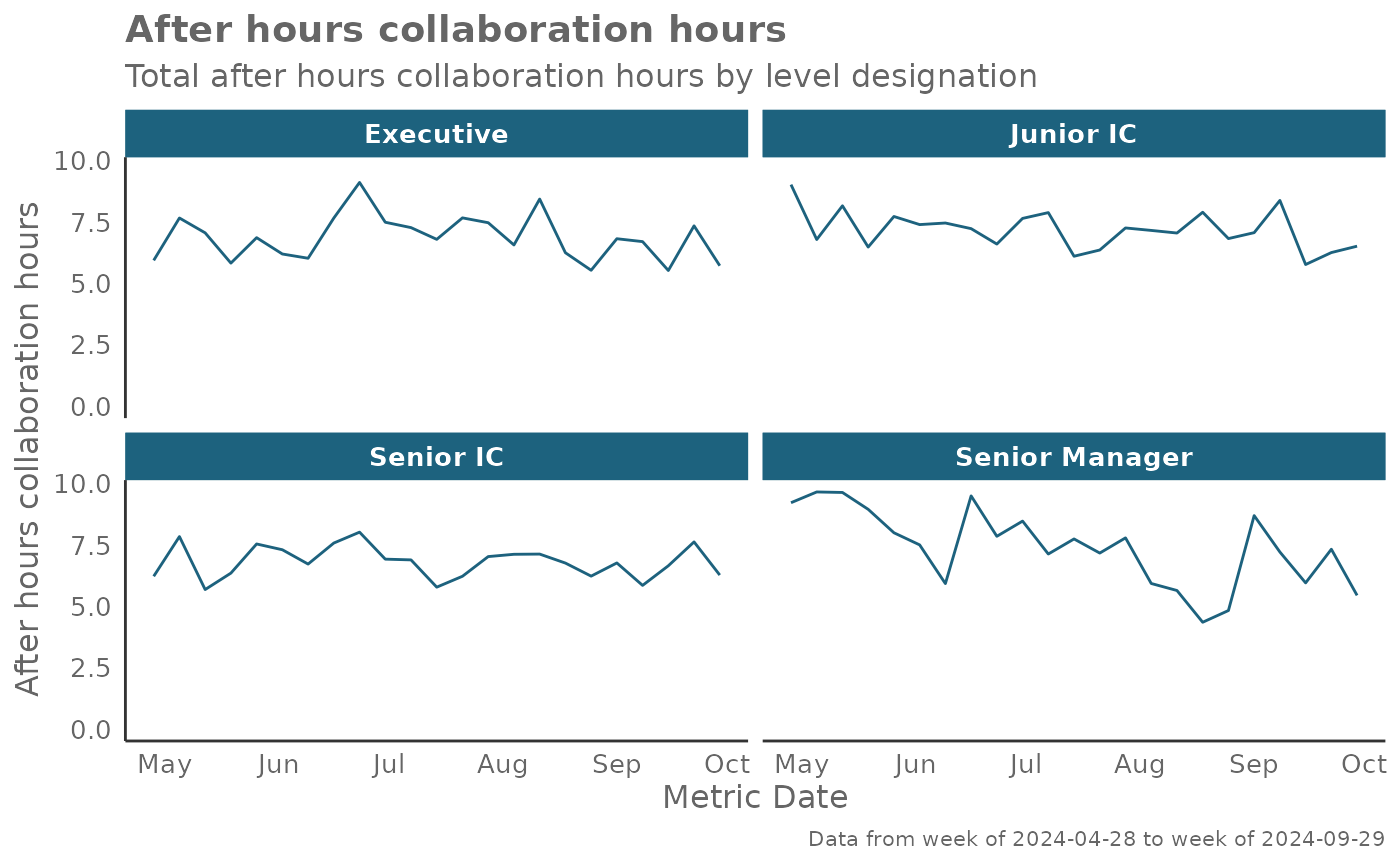 After hours collaboration hours
Total after hours collaboration hours by level designation
Executive
Junior IC
10.0
7.5
5.0
2.5
0.0
Senior IC
Senior Manager
10.0
7.5
5.0
2.5
0.0
After hours collaboration hours
May Jun Jul Aug Sep Oct
May Jun Jul Aug Sep Oct
Metric Date
Data from week of 2024-04-28 to week of 2024-09-29